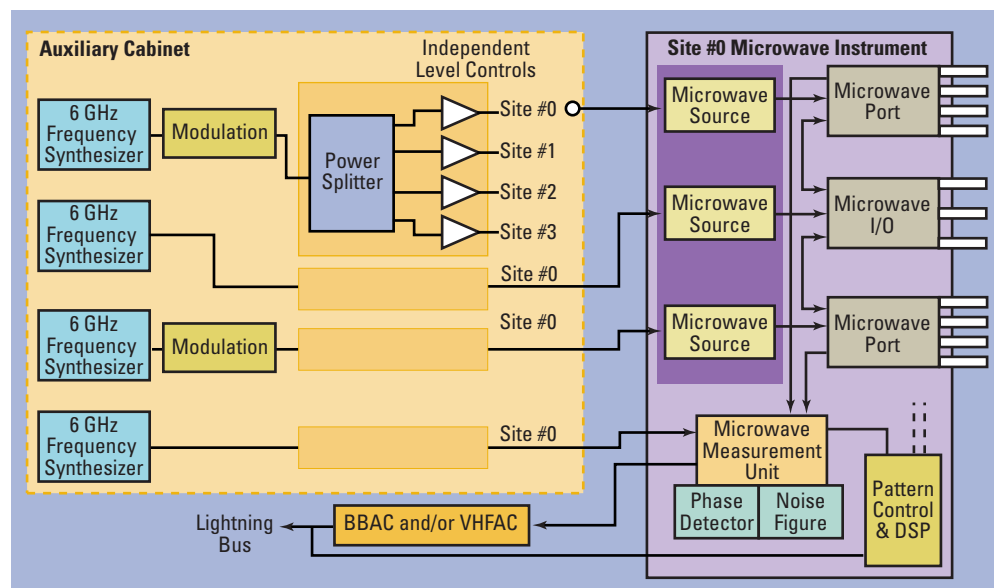 Auxiliary Cabinet
Independent
Level Controls
6 GHz
Frequency
Synthesizer
Modulation
Power
Splitter
Site #0
Site #1
Site #2
Site #3
6 GHz
Frequency
Synthesizer
Site #0
6 GHz
Frequency
Synthesizer
Modulation
Site #0
6 GHz
Frequency
Synthesizer
Site #0
Site #0 Microwave Instrument
Microwave
Source
Microwave
Port
Microwave
Source
Microwave
I/O
Microwave
Source
Microwave
Port
Microwave
Measurement
Unit
Phase
Detector
Noise
Figure
Pattern
Control
& DSP
Lightning
Bus
BBAC and/or VHFAC